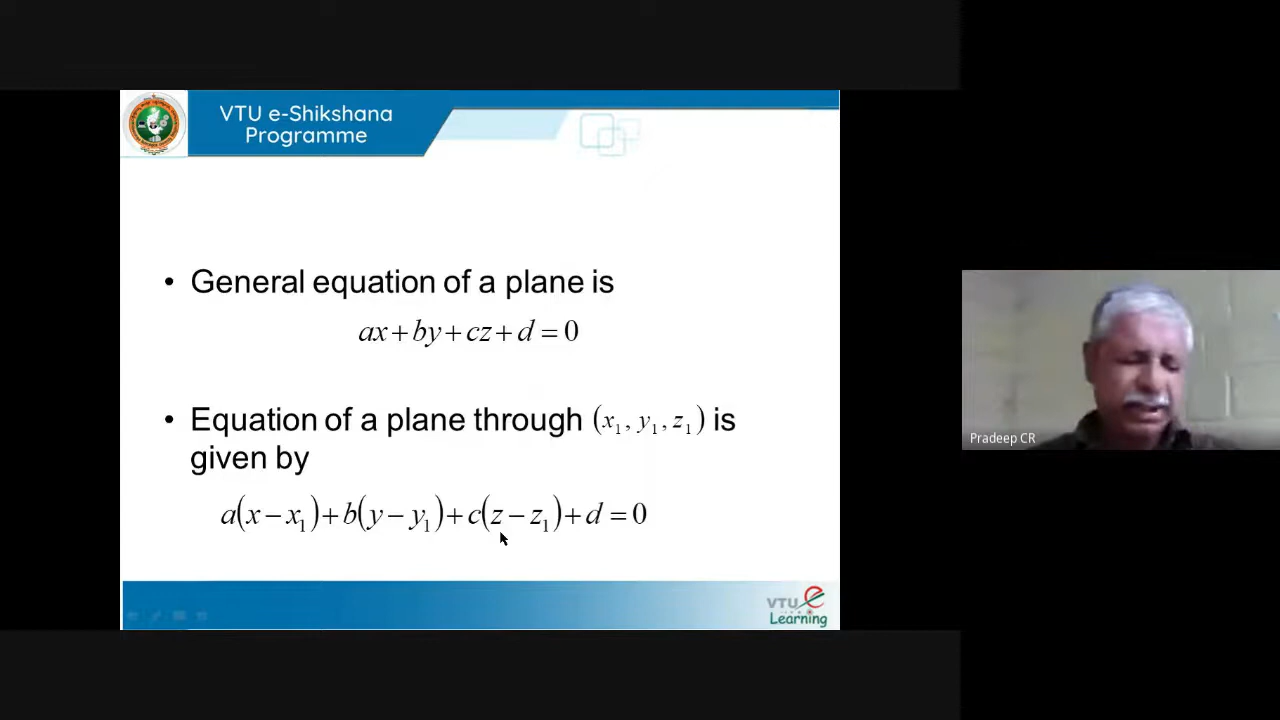 VTU e-Shikshana
Programme
• General equation of a plane is
ax + by + cz + d = 0
• Equation of a plane through (x₁, y₁, z₁) is
given by
a(x − x₁) + b(y − y₁) + c(z − z₁) + d = 0
Pradeep CR
VTU e
Learning